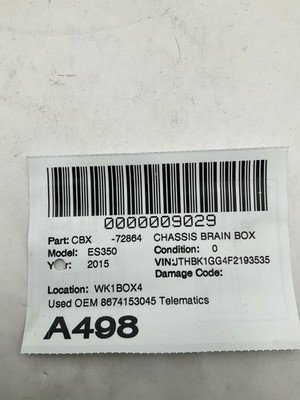 0000009029
Part: CBX -72864 CHASSIS BRAIN BOX
Model: ES350 Condition: 0
Year: 2015 VIN:JTHBK1GG4F2193535
Damage Code:
Location: WK1BOX4
Used OEM 8674153045 Telematics
A498